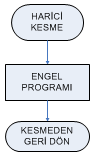 HARİCİ
KESME
ENGEL
PROGRAMI
KESMEDEN
GERİ DÖN